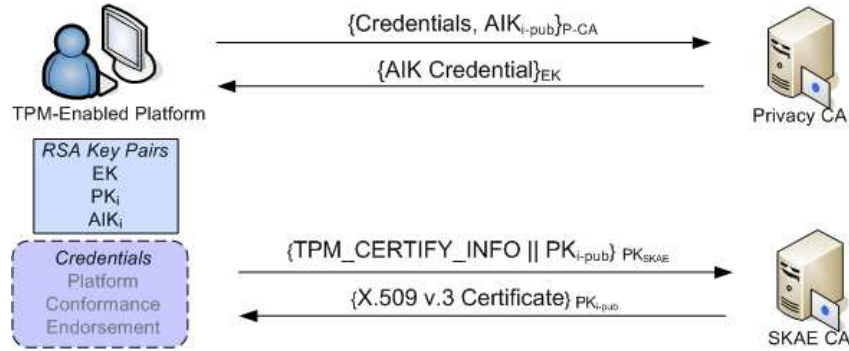 {Credentials, AIKi-pub}P-CA
{AIK Credential}EK
TPM-Enabled Platform
Privacy CA
RSA Key Pairs
EK
PKi
AIKi
{TPM_CERTIFY_INFO || PKi-pub} PKSKAE
Credentials
Platform
Conformance
Endorsement
{X.509 v.3 Certificate} PKi-pub
SKAE CA